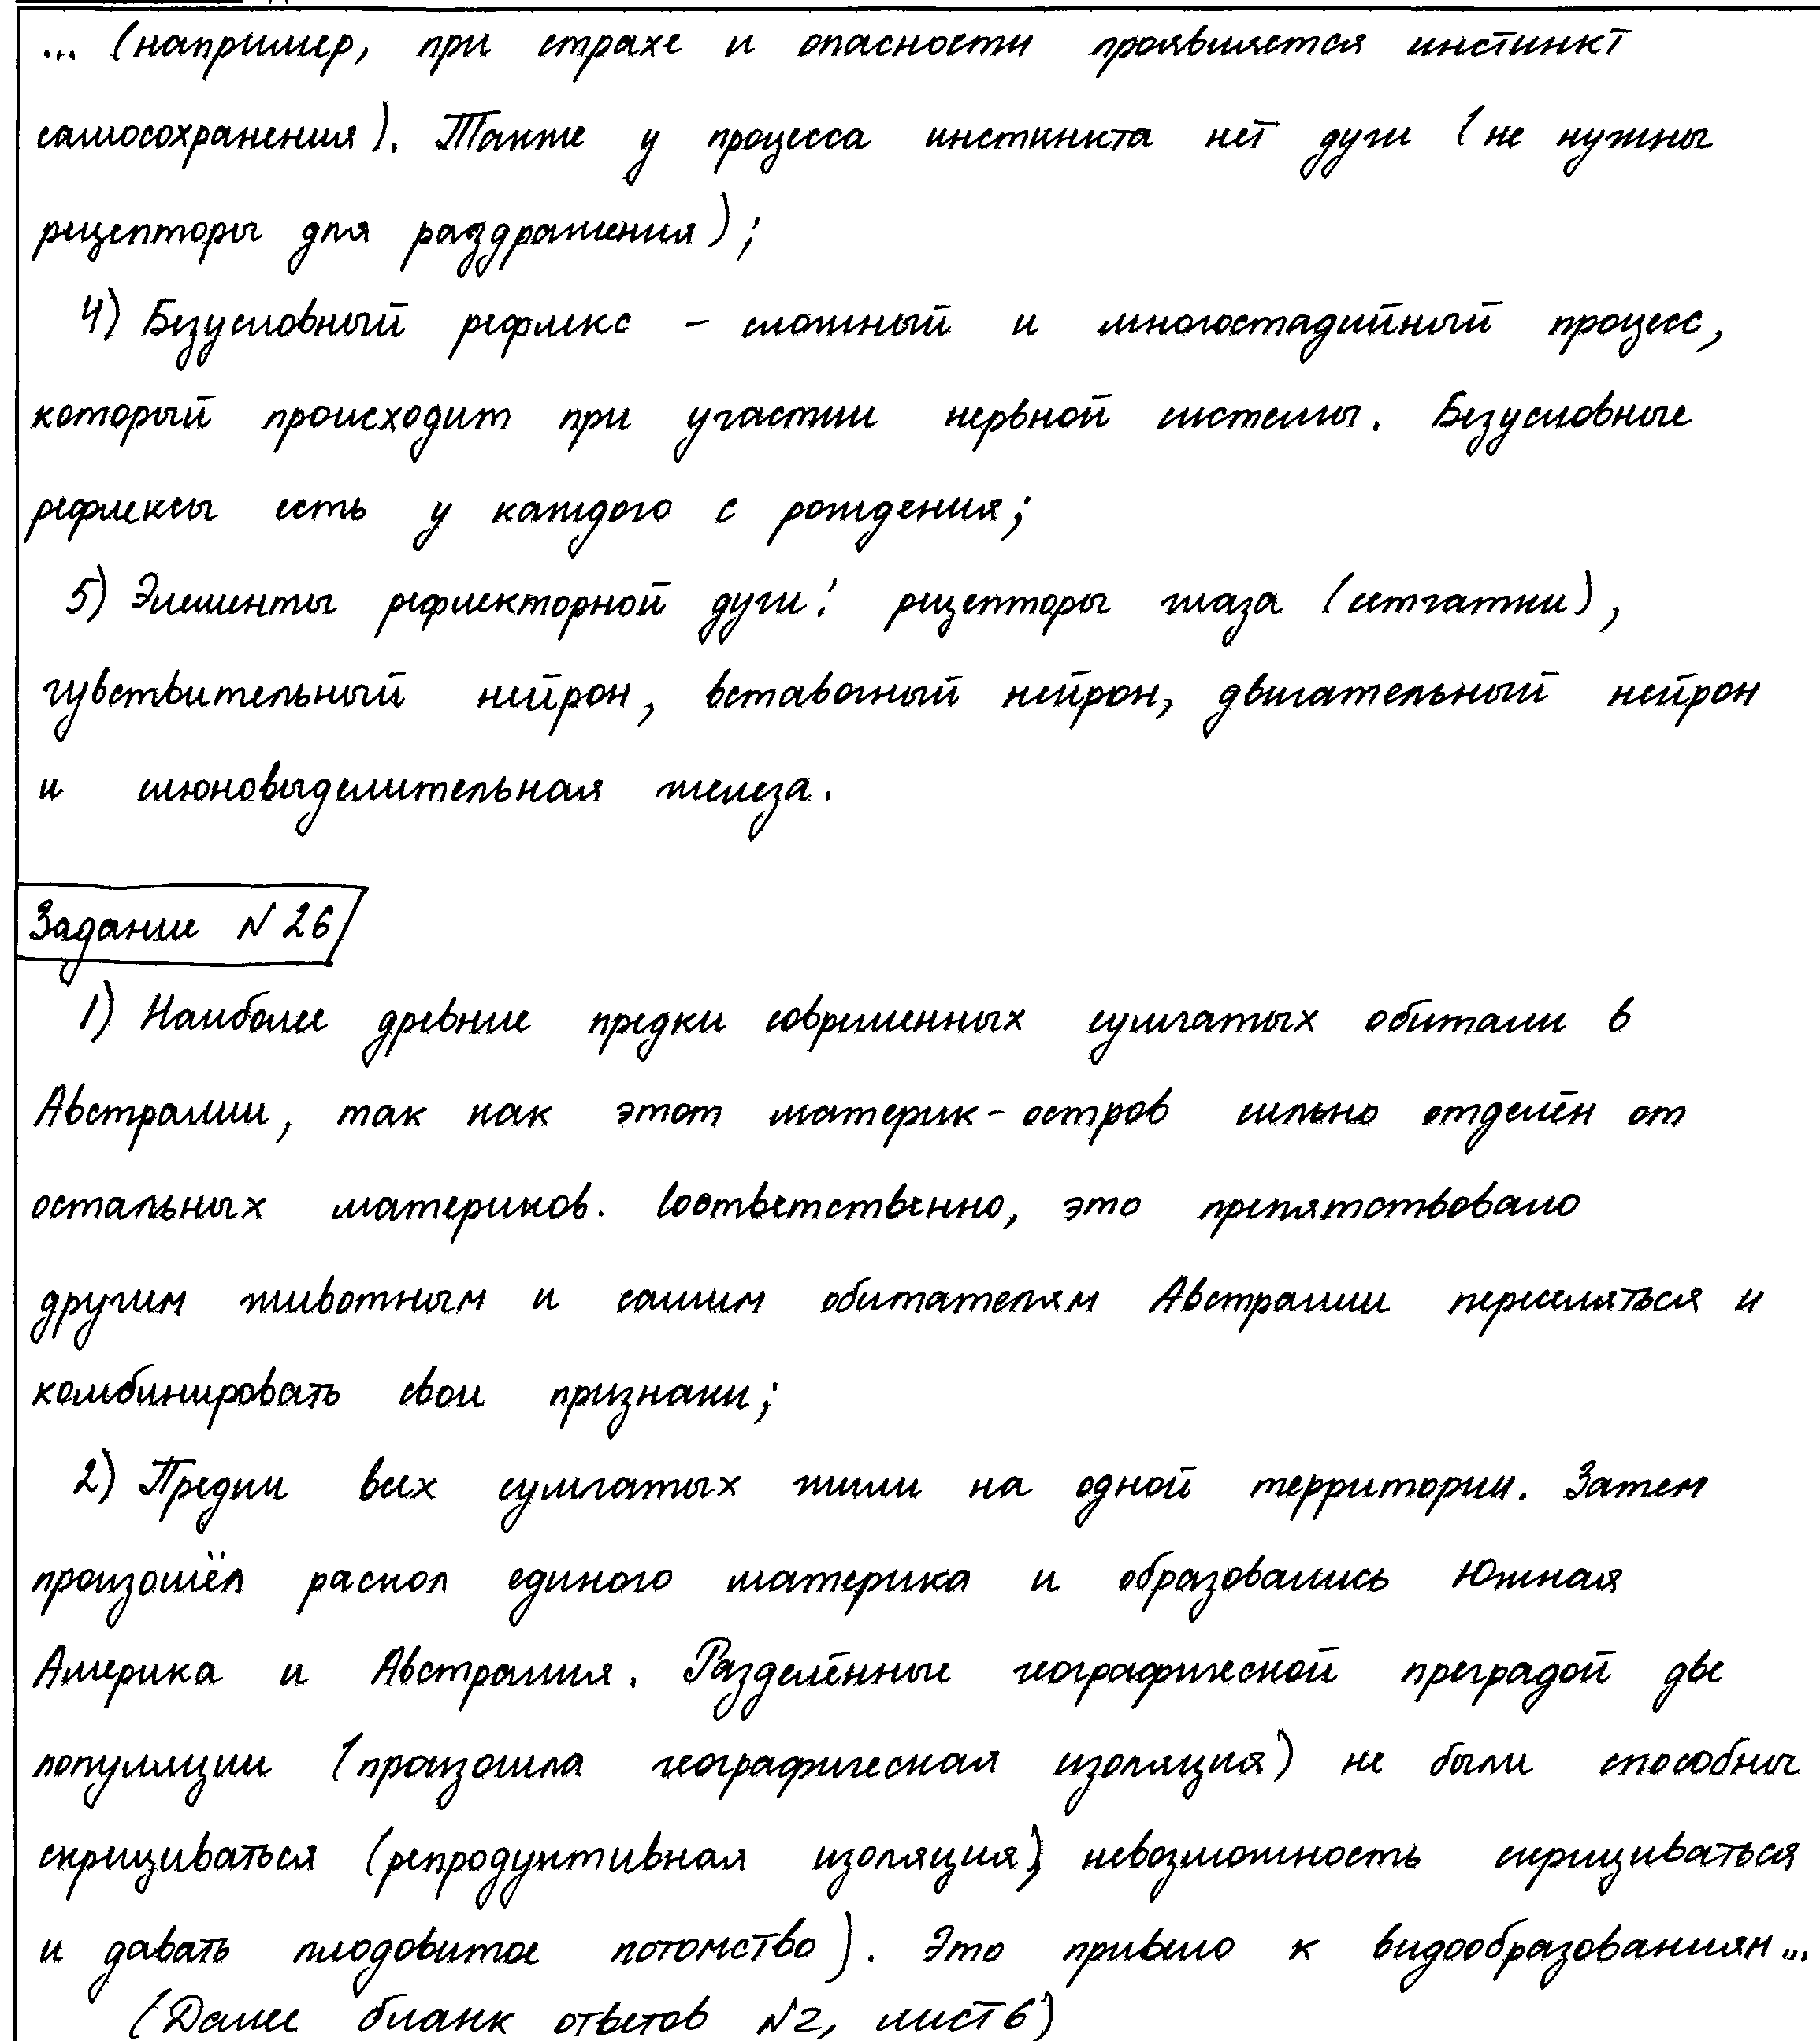 ... (например, при страхе и опасности проявляется инстинкт
самосохранения). Также у процесса инстинкта нет дуги (не нужны
рецепторы для раздражения);
4) Безусловный рефлекс - сложный и многостадийный процесс,
который происходит при участии нервной системы. Безусловные
рефлексы есть у каждого с рождения;
5) Элементы рефлекторной дуги: рецепторы глаза (сетчатки),
чувствительный нейрон, вставочный нейрон, двигательный нейрон
и слюновыделительная железа.
Задание N 26
1) Наиболее древние предки современных сумчатых обитали в
Австралии, так как этот материк-остров сильно отделён от
остальных материков. Соответственно, это препятствовало
другим животным и самим обитателям Австралии переселяться и
комбинировать свои признаки;
2) Предки всех сумчатых жили на одной территории. Затем
произошёл раскол единого материка и образовались Южная
Америка и Австралия. Разделённые географической преградой две
популяции (произошла географическая изоляция) не были способны
скрещиваться (репродуктивная изоляция), невозможность скрещиваться
и давать плодовитое потомство). Это привело к видообразованиям...
(Далее бланк ответов N2, лист 6)